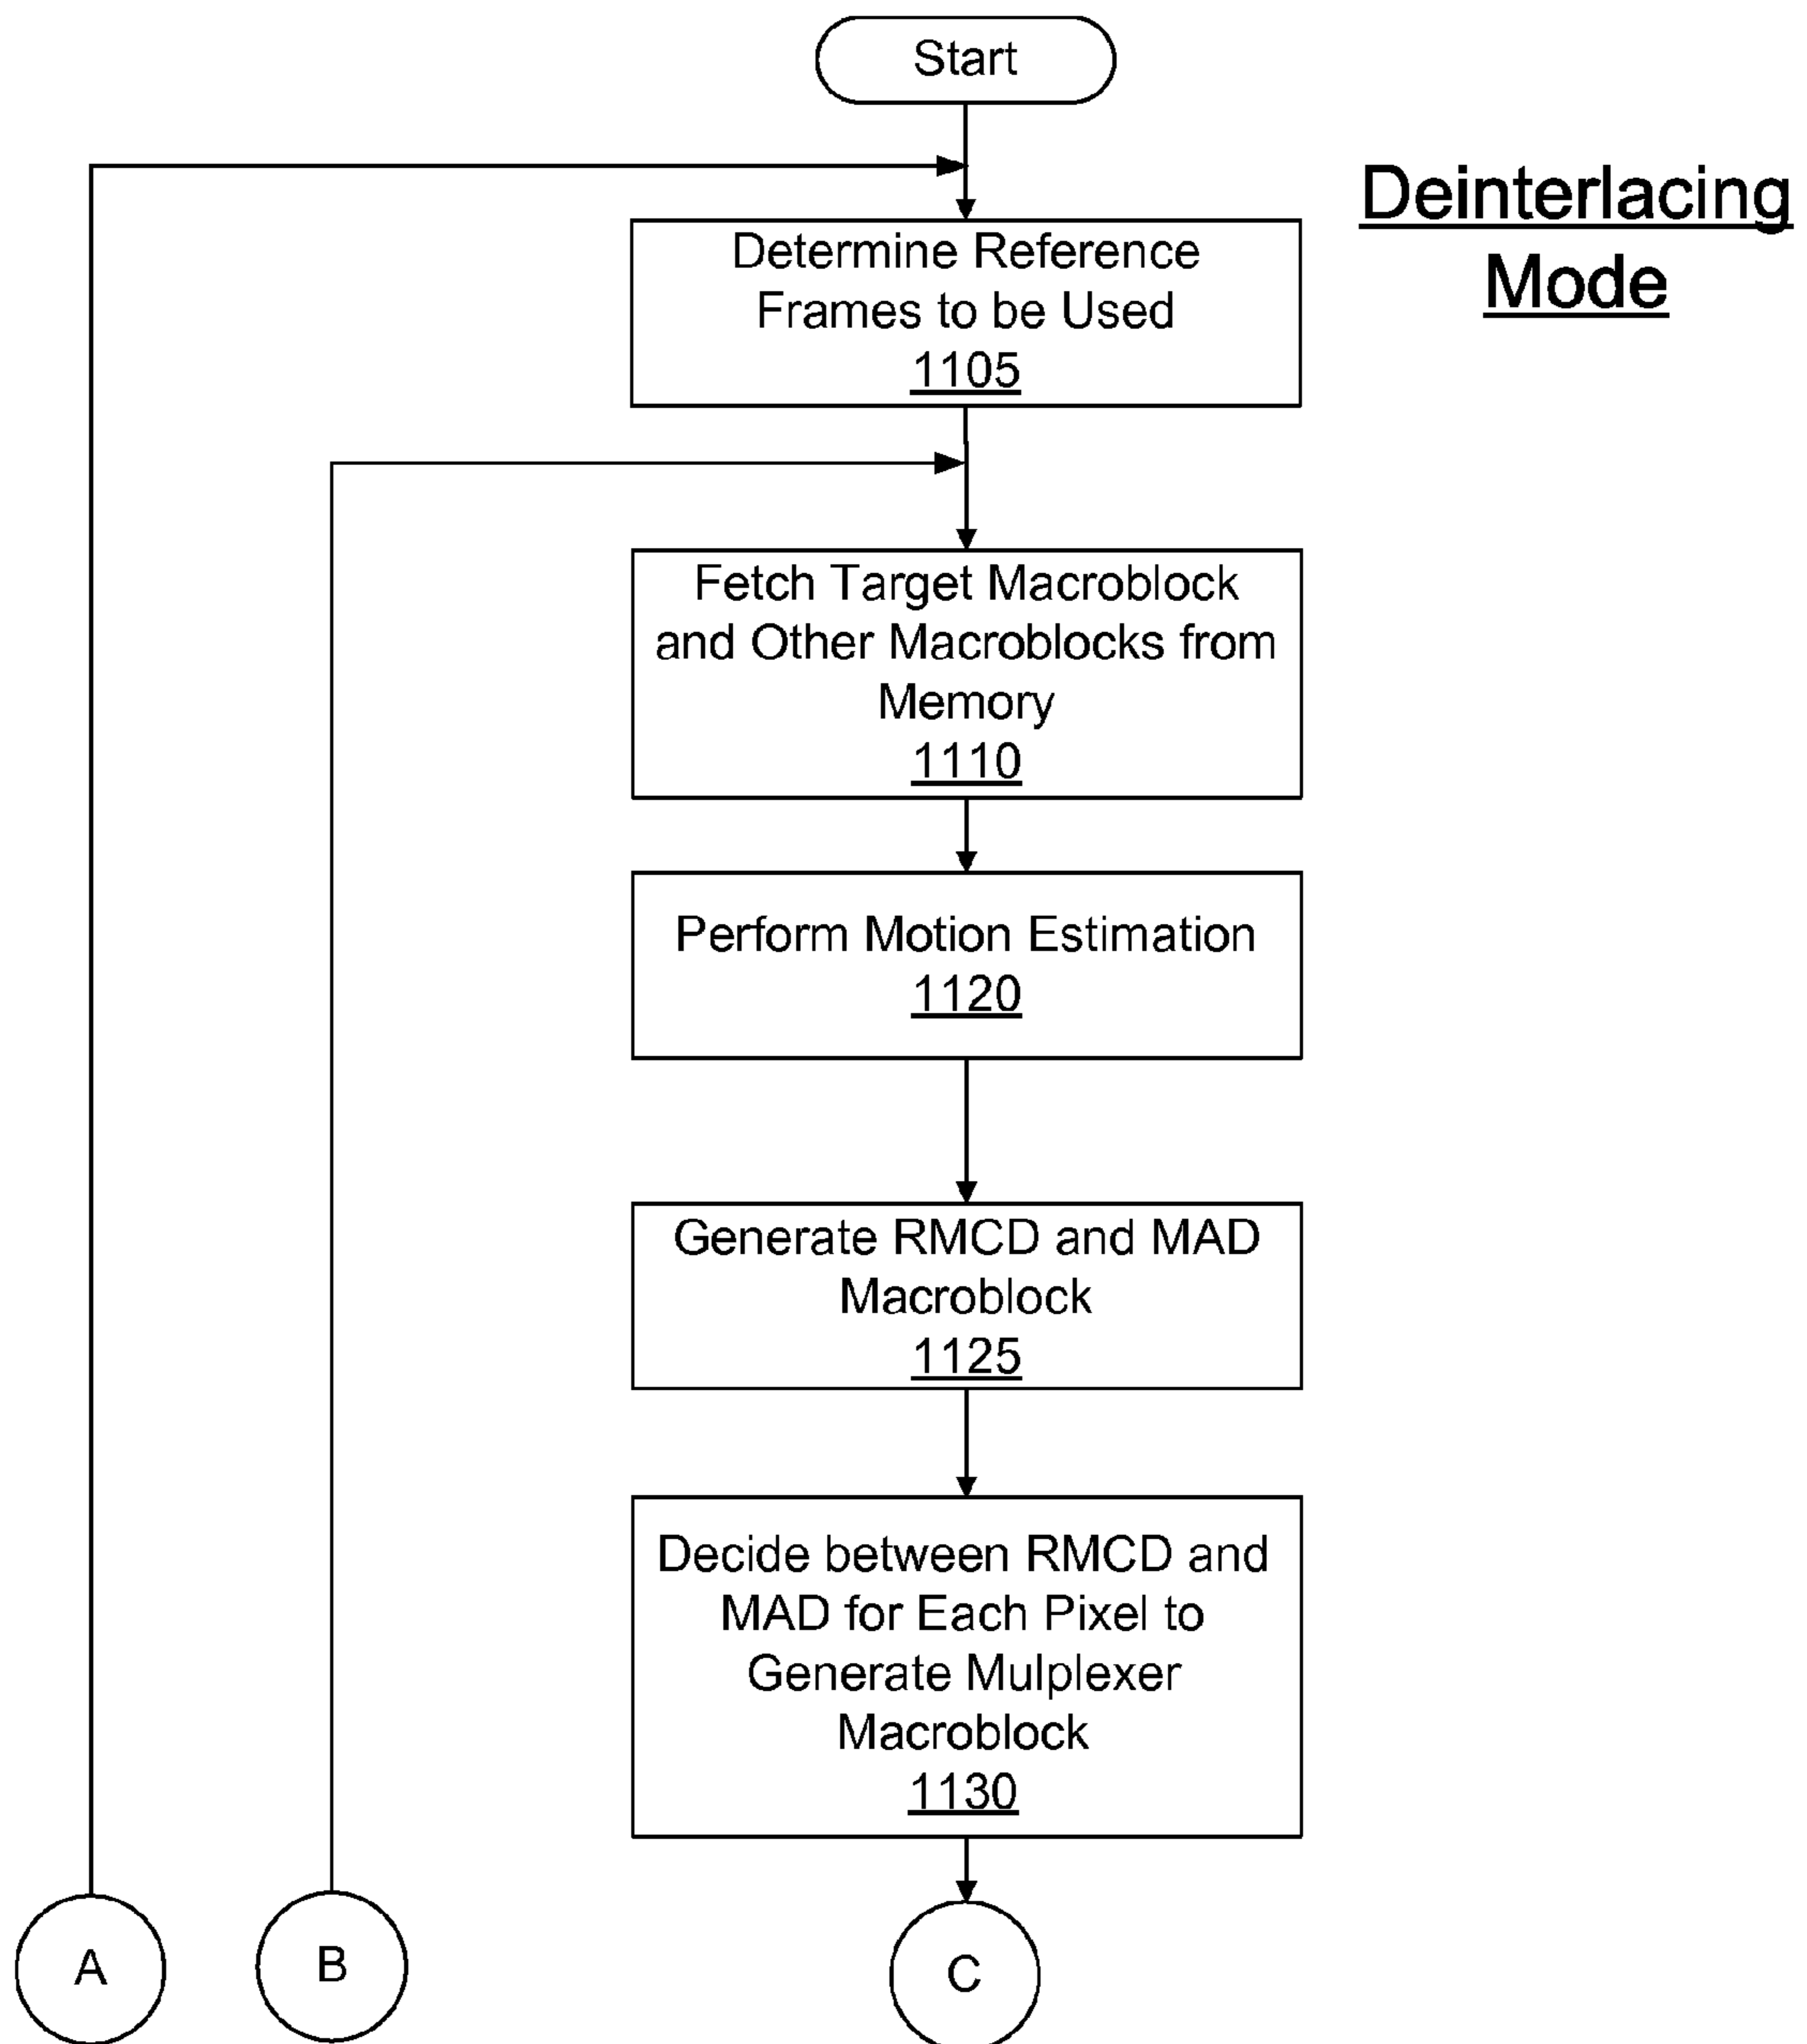 Start
Deinterlacing
Mode
Determine Reference
Frames to be Used
1105
Fetch Target Macroblock
and Other Macroblocks from
Memory
1110
Perform Motion Estimation
1120
Generate RMCD and MAD
Macroblock
1125
Decide between RMCD and
MAD for Each Pixel to
Generate Mulplexer
Macroblock
1130
A
B
C